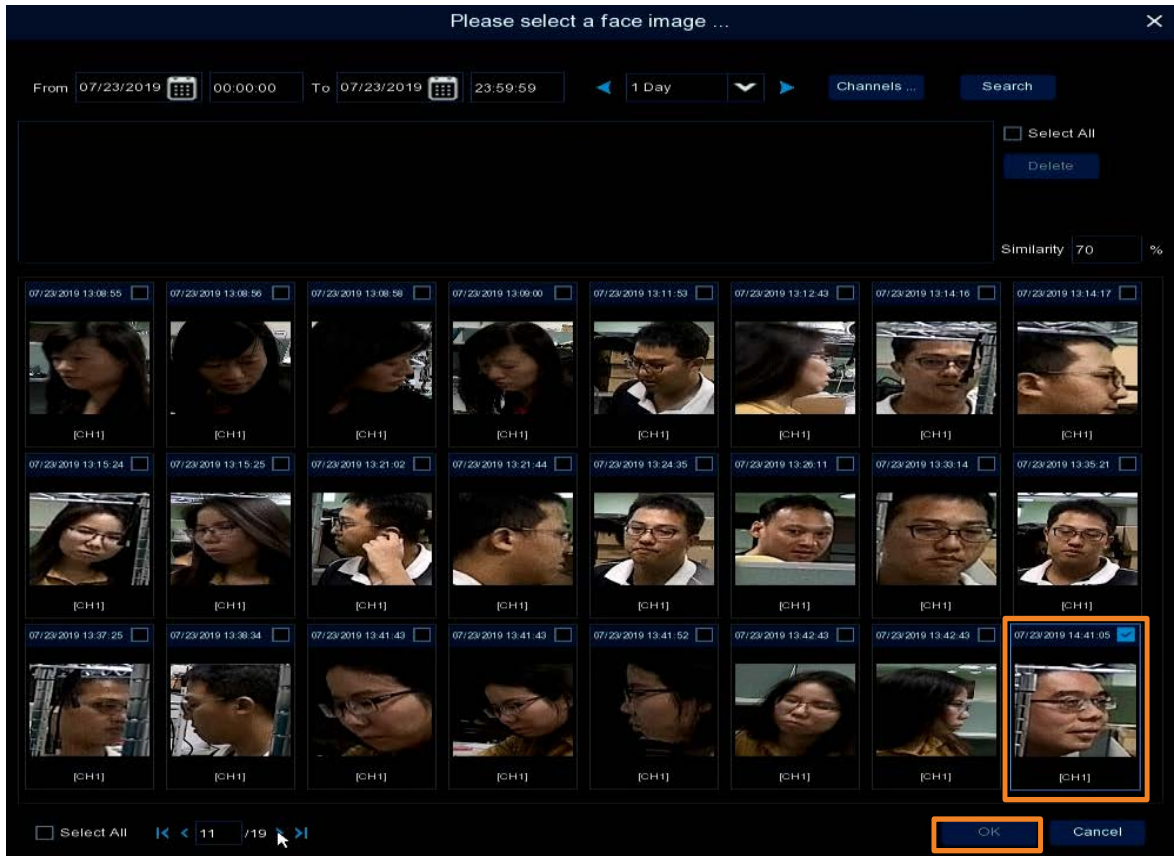 Please select a face image ...
From 07/23/2019 00:00:00 To 07/23/2019 23:59:59 1 Day Channels ... Search
Select All
Delete
Similarity 70 %
07/23/2019 13:08:55 07/23/2019 13:08:56 07/23/2019 13:08:58 07/23/2019 13:09:00 07/23/2019 13:11:53 07/23/2019 13:12:43 07/23/2019 13:14:16 07/23/2019 13:14:17
[CH1] [CH1] [CH1] [CH1] [CH1] [CH1] [CH1] [CH1]
07/23/2019 13:15:24 07/23/2019 13:15:25 07/23/2019 13:21:02 07/23/2019 13:21:44 07/23/2019 13:24:35 07/23/2019 13:26:11 07/23/2019 13:33:14 07/23/2019 13:35:21
[CH1] [CH1] [CH1] [CH1] [CH1] [CH1] [CH1] [CH1]
07/23/2019 13:37:25 07/23/2019 13:38:34 07/23/2019 13:41:43 07/23/2019 13:41:43 07/23/2019 13:41:52 07/23/2019 13:42:43 07/23/2019 13:42:43 07/23/2019 14:41:05
[CH1] [CH1] [CH1] [CH1] [CH1] [CH1] [CH1] [CH1]
Select All 11 /19 OK Cancel